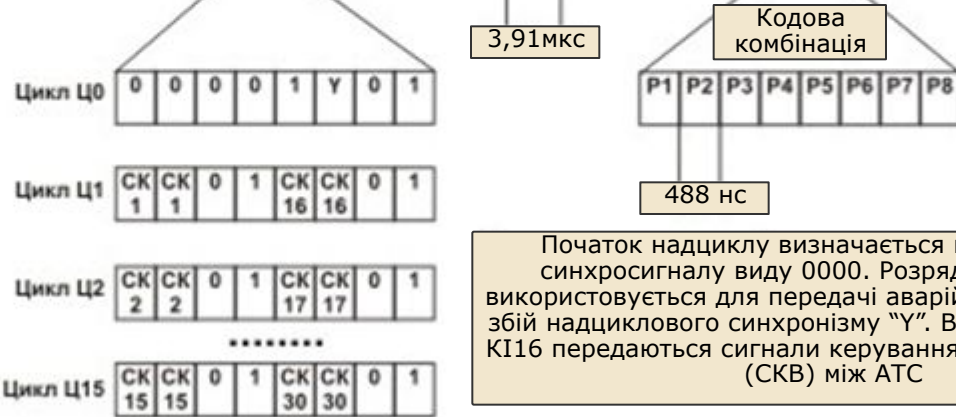 3,91мкс
Кодова
комбінація
Цикл Ц0 0 0 0 0 1 Y 0 1
P1 P2 P3 P4 P5 P6 P7 P8
Цикл Ц1 СК 1 СК 1 0 1 СК 16 СК 16 0 1
488 нс
Цикл Ц2 СК 2 СК 2 0 1 СК 17 СК 17 0 1
Цикл Ц15 СК 15 СК 15 0 1 СК 30 СК 30 0 1
Початок надциклу визначається
синхросигналу виду 0000.
використовується для передачі
збій надциклового синхронізму “Y”.
КІ16 передаються сигнали керування
(СКВ) між АТС